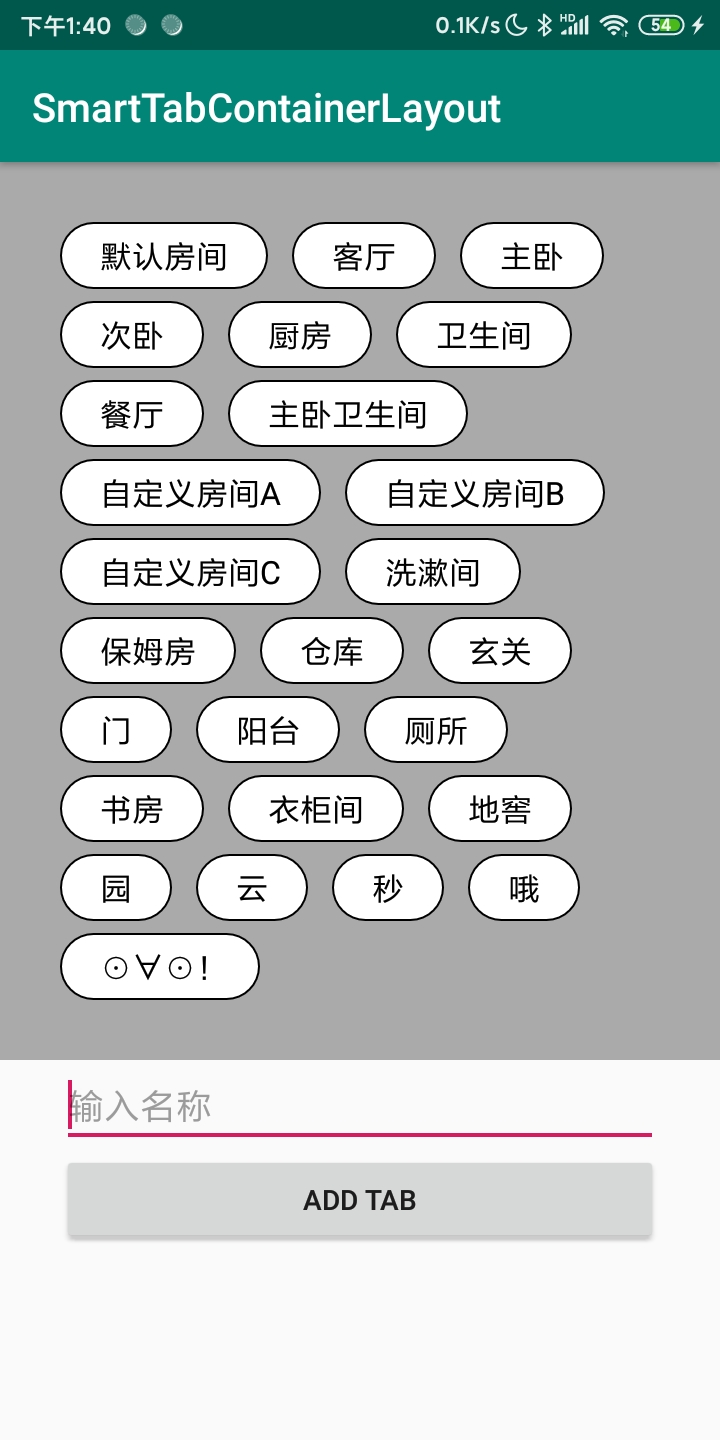 下午1:40 0.1K/s HD 54
SmartTabContainerLayout
默认房间 客厅 主卧
次卧 厨房 卫生间
餐厅 主卧卫生间
自定义房间A 自定义房间B
自定义房间C 洗漱间
保姆房 仓库 玄关
门 阳台 厕所
书房 衣柜间 地窖
园 云 秒 哦
⊙∀⊙!
输入名称
ADD TAB